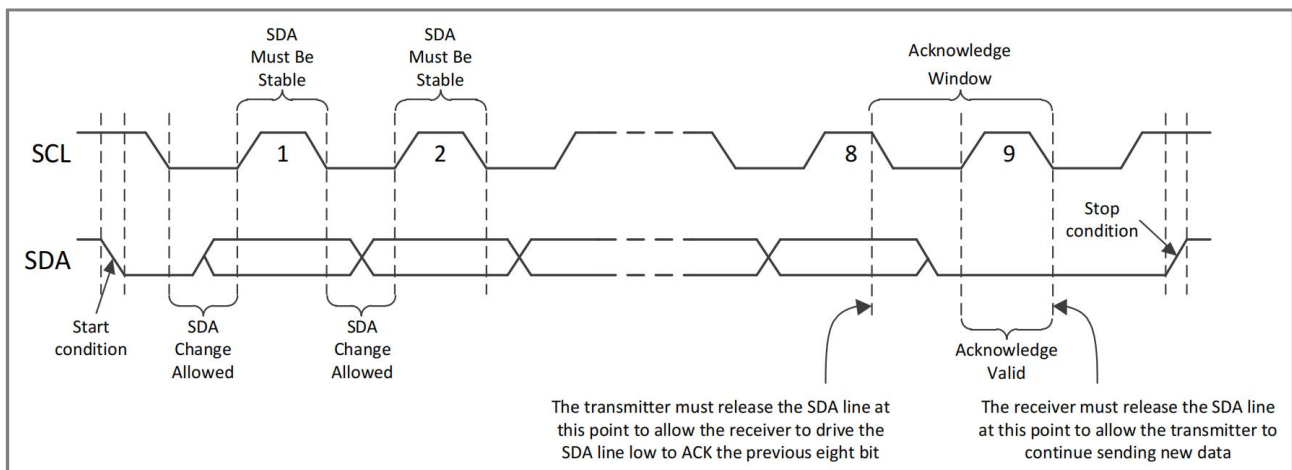 SDA
Must Be
Stable
SDA
Must Be
Stable
Acknowledge
Window
SCL
1
2
8
9
SDA
Stop
condition
Start
condition
SDA
Change
Allowed
SDA
Change
Allowed
Acknowledge
Valid
The transmitter must release the SDA line at
this point to allow the receiver to drive the
SDA line low to ACK the previous eight bit
The receiver must release the SDA line
at this point to allow the transmitter to
continue sending new data